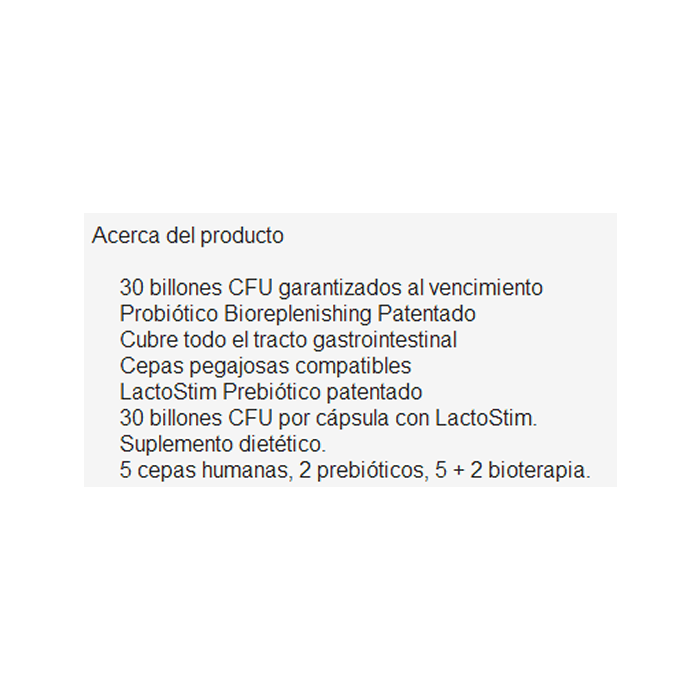 Acerca del producto
30 billones CFU garantizados al vencimiento
Probiótico Bioreplenishing Patentado
Cubre todo el tracto gastrointestinal
Cepas pegajosas compatibles
LactoStim Prebiótico patentado
30 billones CFU por cápsula con LactoStim.
Suplemento dietético.
5 cepas humanas, 2 prebióticos, 5 + 2 bioterapia.